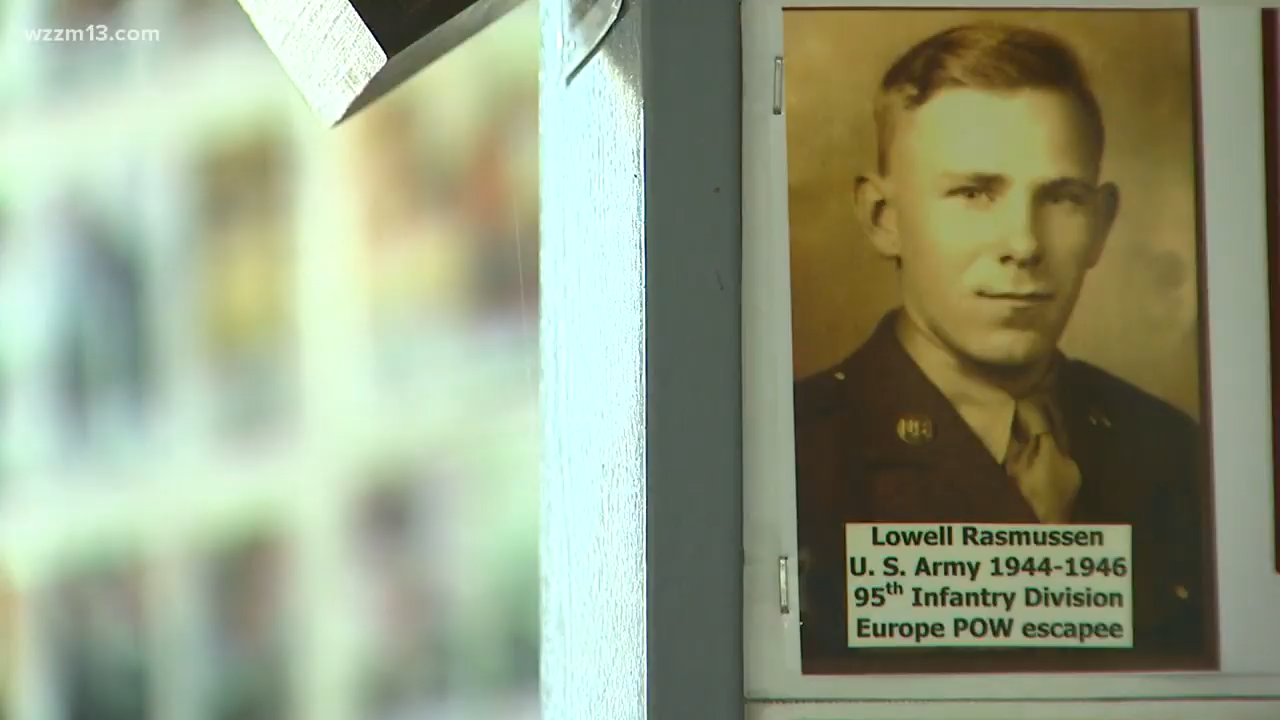 wzzm13.com
Lowell Rasmussen
U. S. Army 1944-1946
95th Infantry Division
Europe POW escapee